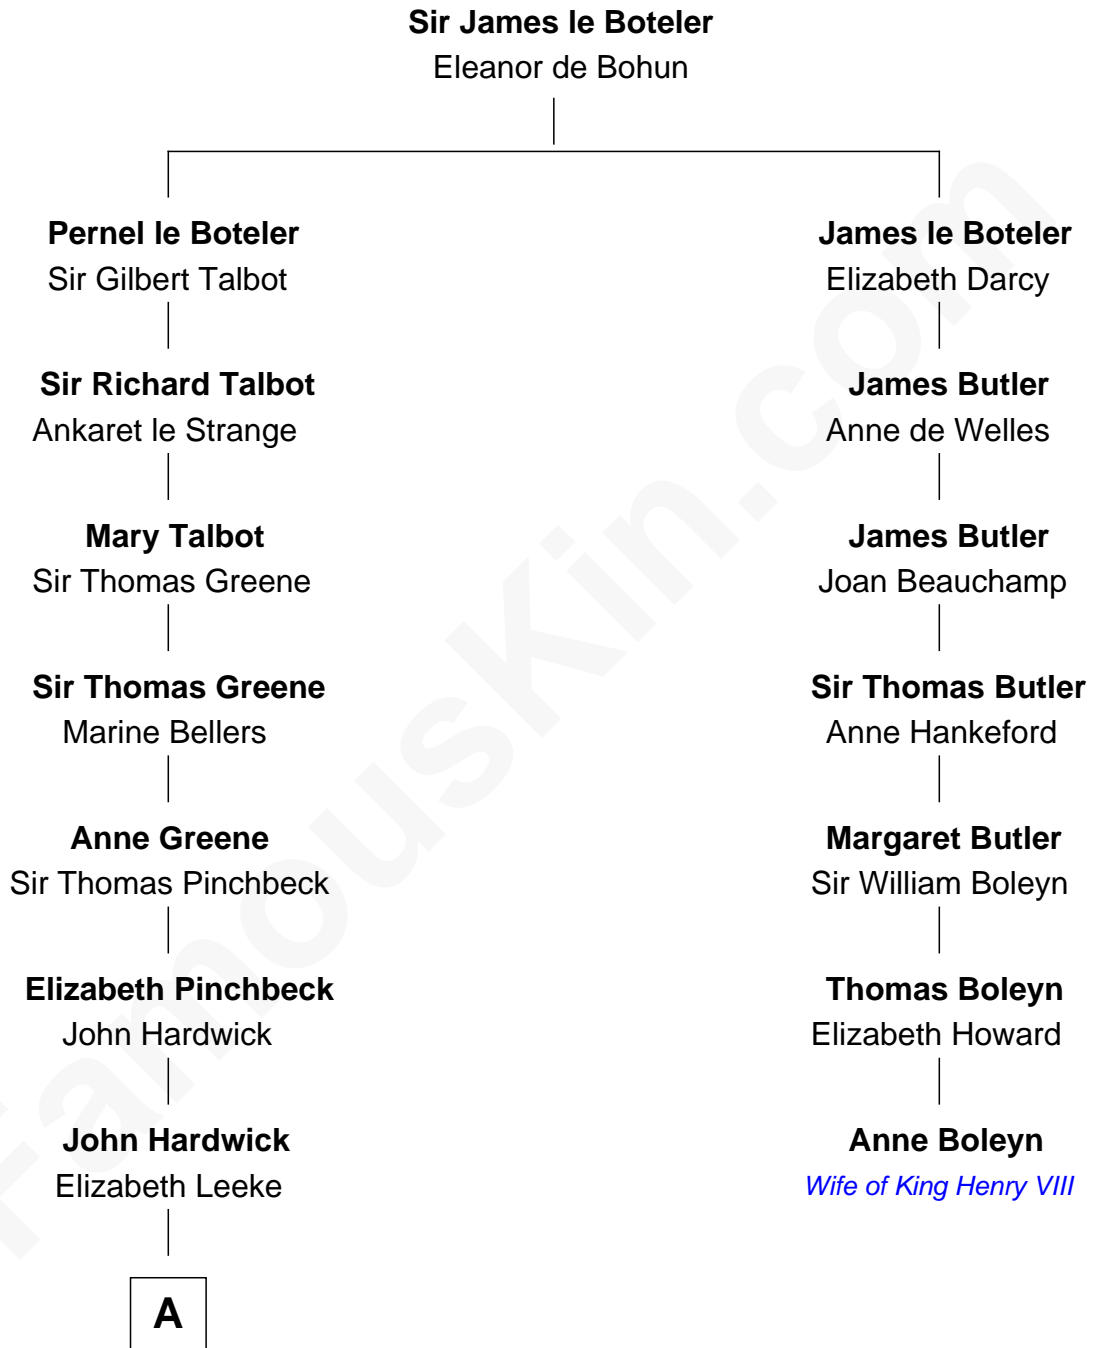 Sir James le Boteler
Eleanor de Bohun
Pernel le Boteler
Sir Gilbert Talbot
James le Boteler
Elizabeth Darcy
Sir Richard Talbot
Ankaret le Strange
James Butler
Anne de Welles
Mary Talbot
Sir Thomas Greene
James Butler
Joan Beauchamp
Sir Thomas Greene
Marine Bellers
Sir Thomas Butler
Anne Hankeford
Anne Greene
Sir Thomas Pinchbeck
Margaret Butler
Sir William Boleyn
Elizabeth Pinchbeck
John Hardwick
Thomas Boleyn
Elizabeth Howard
John Hardwick
Elizabeth Leeke
Anne Boleyn
Wife of King Henry VIII
A
FamousKin.com